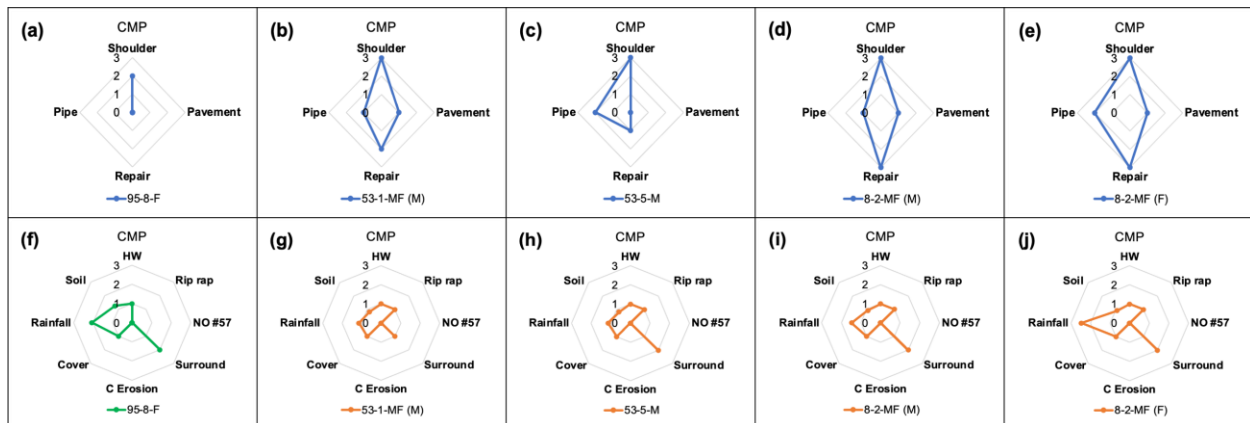 (a)
CMP
Shoulder
3
2
1
0
Pipe
Pavement
Repair
95-8-F
(b)
CMP
Shoulder
3
2
1
0
Pipe
Pavement
Repair
53-1-MF (M)
(c)
CMP
Shoulder
3
2
1
0
Pipe
Pavement
Repair
53-5-M
(d)
CMP
Shoulder
3
2
1
0
Pipe
Pavement
Repair
8-2-MF (M)
(e)
CMP
Shoulder
3
2
1
0
Pipe
Pavement
Repair
8-2-MF (F)
(f)
CMP
HW
3
Soil
Rip rap
2
1
Rainfall
0
NO #57
Cover
Surround
C Erosion
95-8-F
(g)
CMP
HW
3
Soil
Rip rap
2
1
Rainfall
0
NO #57
Cover
Surround
C Erosion
53-1-MF (M)
(h)
CMP
HW
3
Soil
Rip rap
2
1
Rainfall
0
NO #57
Cover
Surround
C Erosion
53-5-M
(i)
CMP
HW
3
Soil
Rip rap
2
1
Rainfall
0
NO #57
Cover
Surround
C Erosion
8-2-MF (M)
(j)
CMP
HW
3
Soil
Rip rap
2
1
Rainfall
0
NO #57
Cover
Surround
C Erosion
8-2-MF (F)